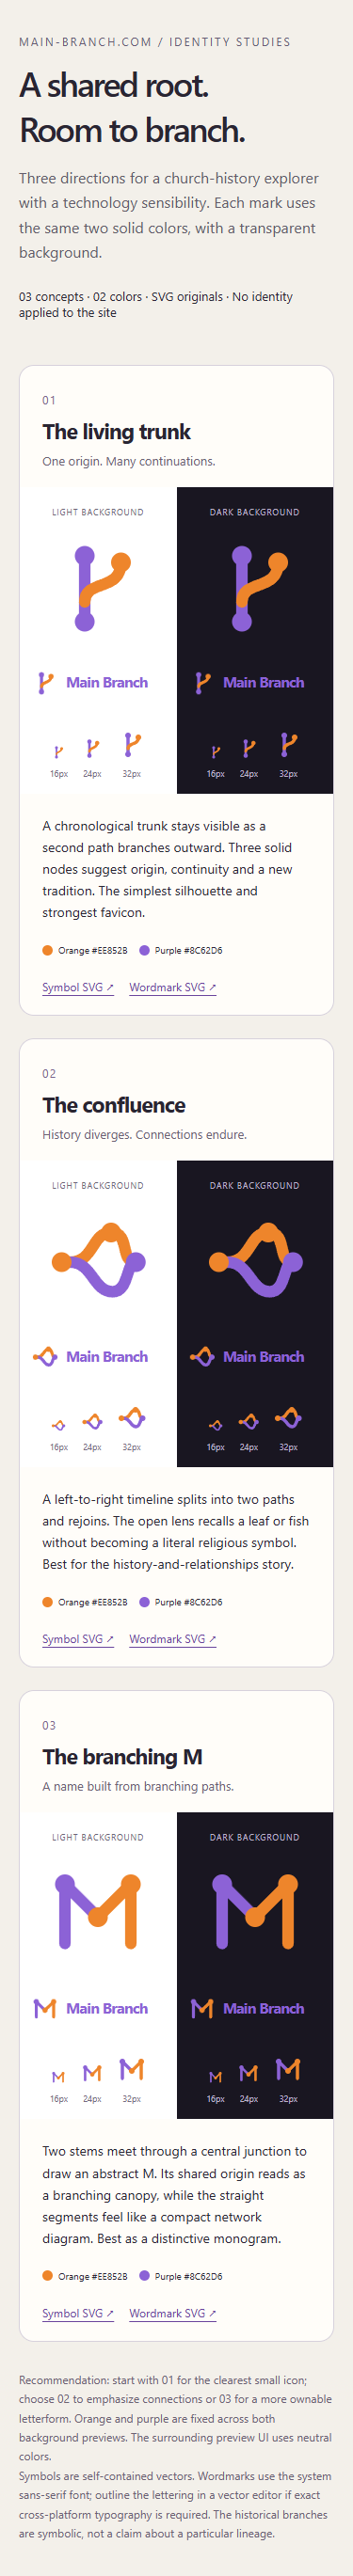 MAIN-BRANCH.COM / IDENTITY STUDIES
A shared root.
Room to branch.
Three directions for a church-history explorer
with a technology sensibility. Each mark uses
the same two solid colors, with a transparent
background.
03 concepts · 02 colors · SVG originals · No identity
applied to the site
01
The living trunk
One origin. Many continuations.
LIGHT BACKGROUND
DARK BACKGROUND
Main Branch
Main Branch
16px 24px 32px
16px 24px 32px
A chronological trunk stays visible as a
second path branches outward. Three solid
nodes suggest origin, continuity and a new
tradition. The simplest silhouette and
strongest favicon.
Orange #EE852B Purple #8C62D6
Symbol SVG ↗ Wordmark SVG ↗
02
The confluence
History diverges. Connections endure.
LIGHT BACKGROUND
DARK BACKGROUND
Main Branch
Main Branch
16px 24px 32px
16px 24px 32px
A left-to-right timeline splits into two paths
and rejoins. The open lens recalls a leaf or fish
without becoming a literal religious symbol.
Best for the history-and-relationships story.
Orange #EE852B Purple #8C62D6
Symbol SVG ↗ Wordmark SVG ↗
03
The branching M
A name built from branching paths.
LIGHT BACKGROUND
DARK BACKGROUND
Main Branch
Main Branch
16px 24px 32px
16px 24px 32px
Two stems meet through a central junction to
draw an abstract M. Its shared origin reads as
a branching canopy, while the straight
segments feel like a compact network
diagram. Best as a distinctive monogram.
Orange #EE852B Purple #8C62D6
Symbol SVG ↗ Wordmark SVG ↗
Recommendation: start with 01 for the clearest small icon;
choose 02 to emphasize connections or 03 for a more ownable
letterform. Orange and purple are fixed across both
background previews. The surrounding preview UI uses neutral
colors.
Symbols are self-contained vectors. Wordmarks use the system
sans-serif font; outline the lettering in a vector editor if exact
cross-platform typography is required. The historical branches
are symbolic, not a claim about a particular lineage.